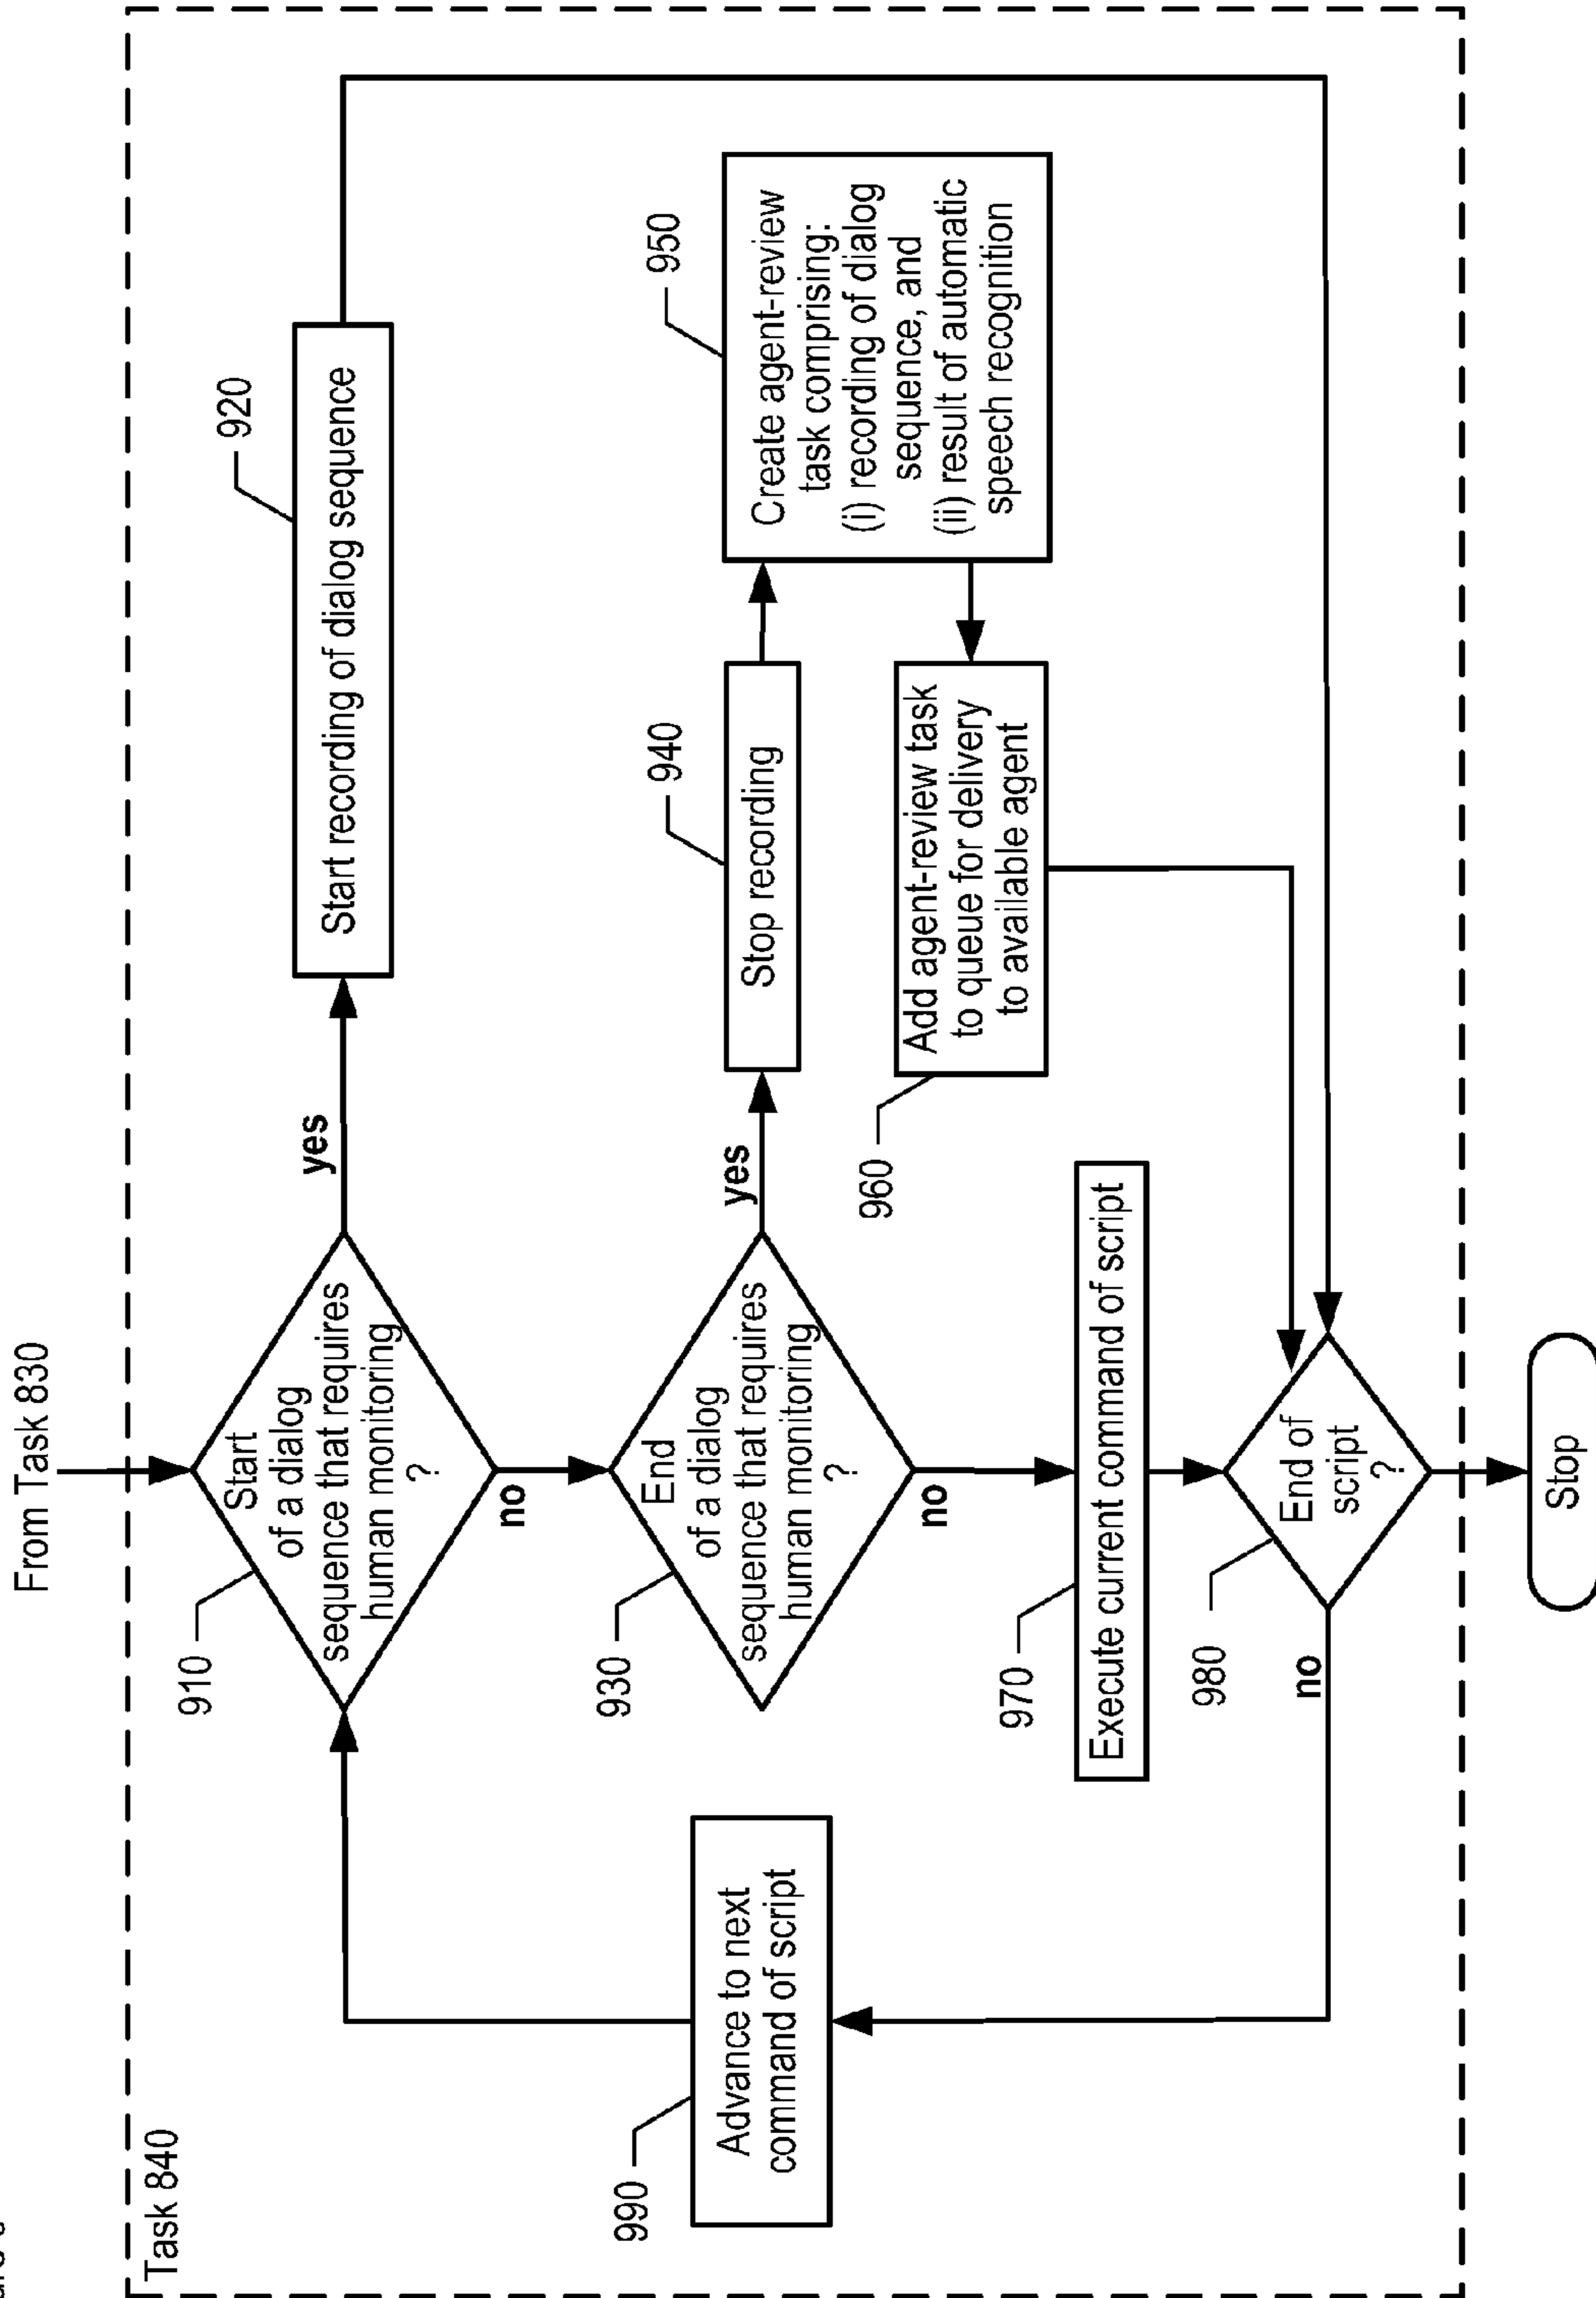 From Task 830
Task 840
910
Start
of a dialog
sequence that requires
human monitoring
?
yes
920
Start recording of dialog sequence
no
930
End
of a dialog
sequence that requires
human monitoring
?
yes
940
Stop recording
950
Create agent-review
task comprising:
(i) recording of dialog
sequence, and
(ii) result of automatic
speech recognition
960
Add agent-review task
to queue for delivery
to available agent
no
970
Execute current command of script
980
End of
script
?
no
990
Advance to next
command of script
Stop